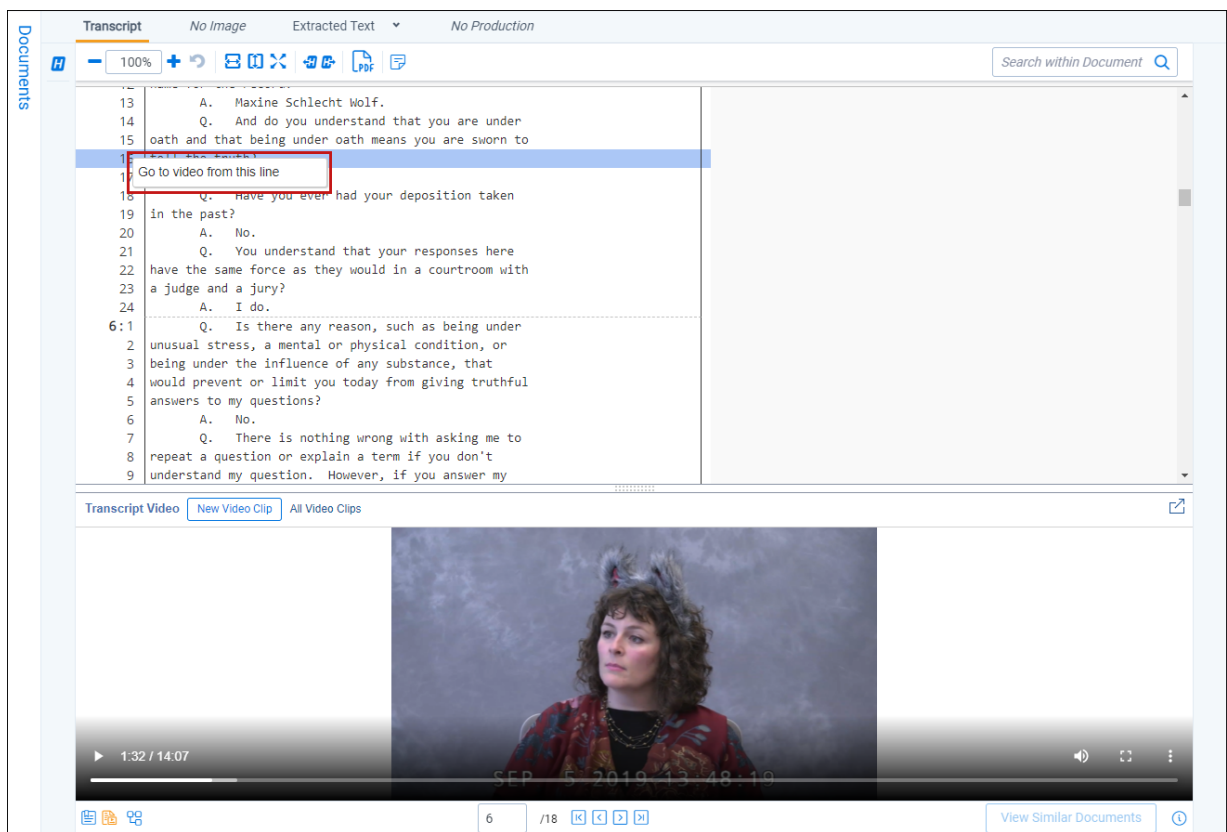 Documents
Transcript No Image Extracted Text No Production
H
100%
PDF
Search within Document
13 A. Maxine Schlecht Wolf.
14 Q. And do you understand that you are under
15 oath and that being under oath means you are sworn to
tell the truth?
Go to video from this line
18 Q. Have you ever had your deposition taken
19 in the past?
20 A. No.
21 Q. You understand that your responses here
22 have the same force as they would in a courtroom with
23 a judge and a jury?
24 A. I do.
6:1 Q. Is there any reason, such as being under
2 unusual stress, a mental or physical condition, or
3 being under the influence of any substance, that
4 would prevent or limit you today from giving truthful
5 answers to my questions?
6 A. No.
7 Q. There is nothing wrong with asking me to
8 repeat a question or explain a term if you don't
9 understand my question. However, if you answer my
Transcript Video New Video Clip All Video Clips
1:32 / 14:07
SEP 5 2019 13:48:19
6 /18
View Similar Documents